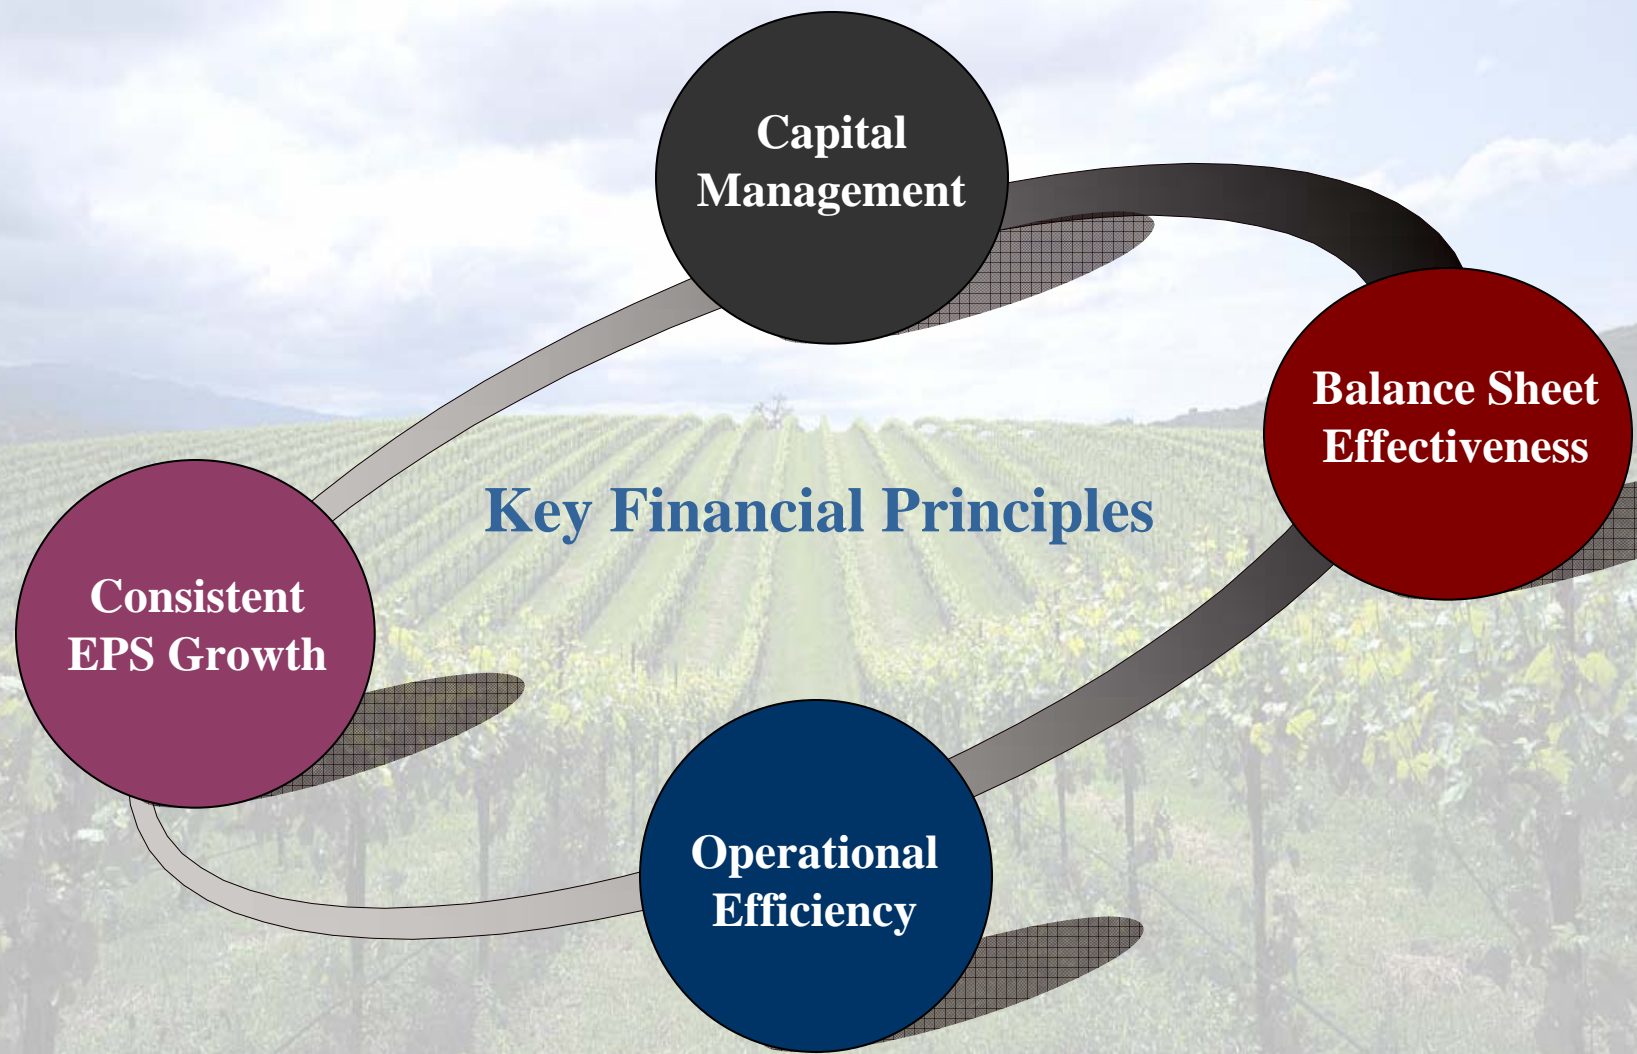 Capital
Management
Balance Sheet
Effectiveness
Key Financial Principles
Consistent
EPS Growth
Operational
Efficiency